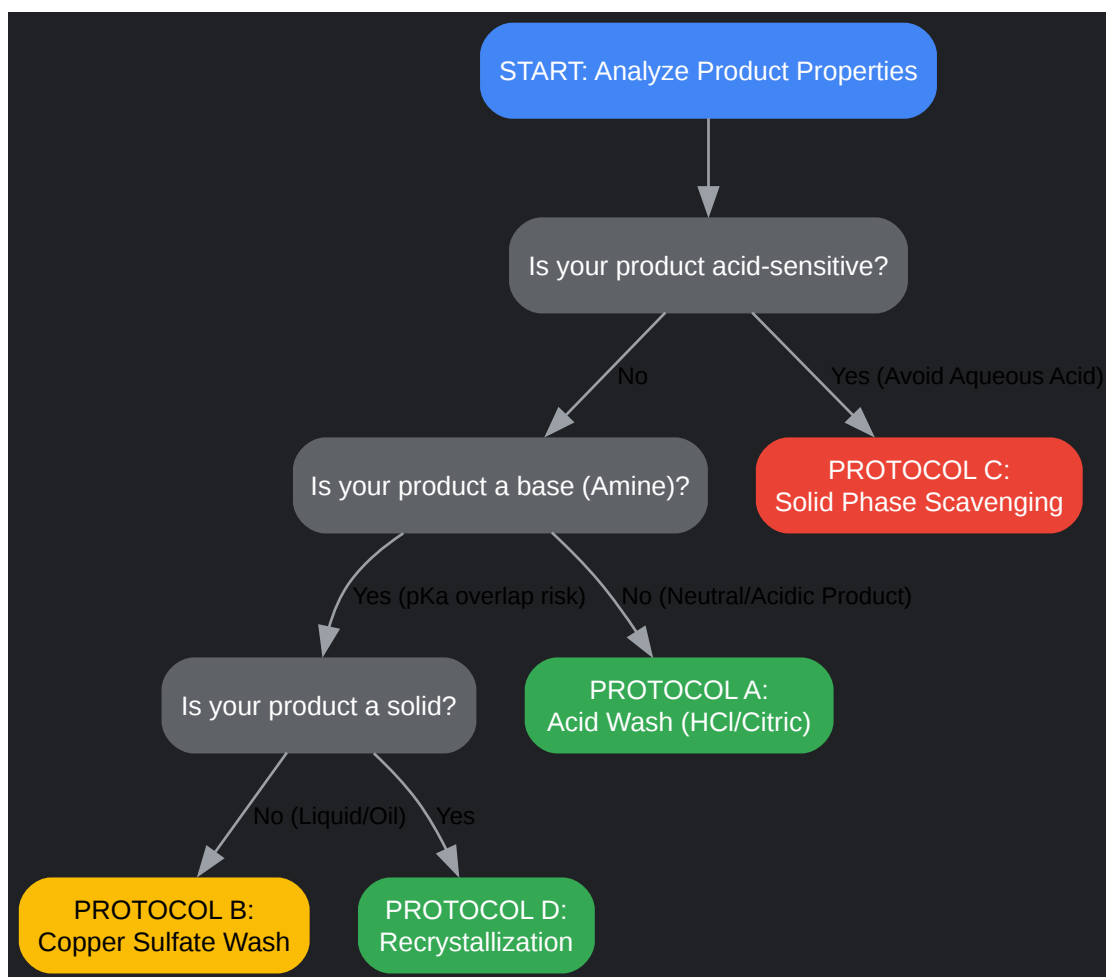 START: Analyze Product Properties
Is your product acid-sensitive?
No
Yes (Avoid Aqueous Acid)
Is your product a base (Amine)?
PROTOCOL C:
Solid Phase Scavenging
Yes (pKa overlap risk)
No (Neutral/Acidic Product)
Is your product a solid?
PROTOCOL A:
Acid Wash (HCl/Citric)
No (Liquid/Oil)
Yes
PROTOCOL B:
Copper Sulfate Wash
PROTOCOL D:
Recrystallization